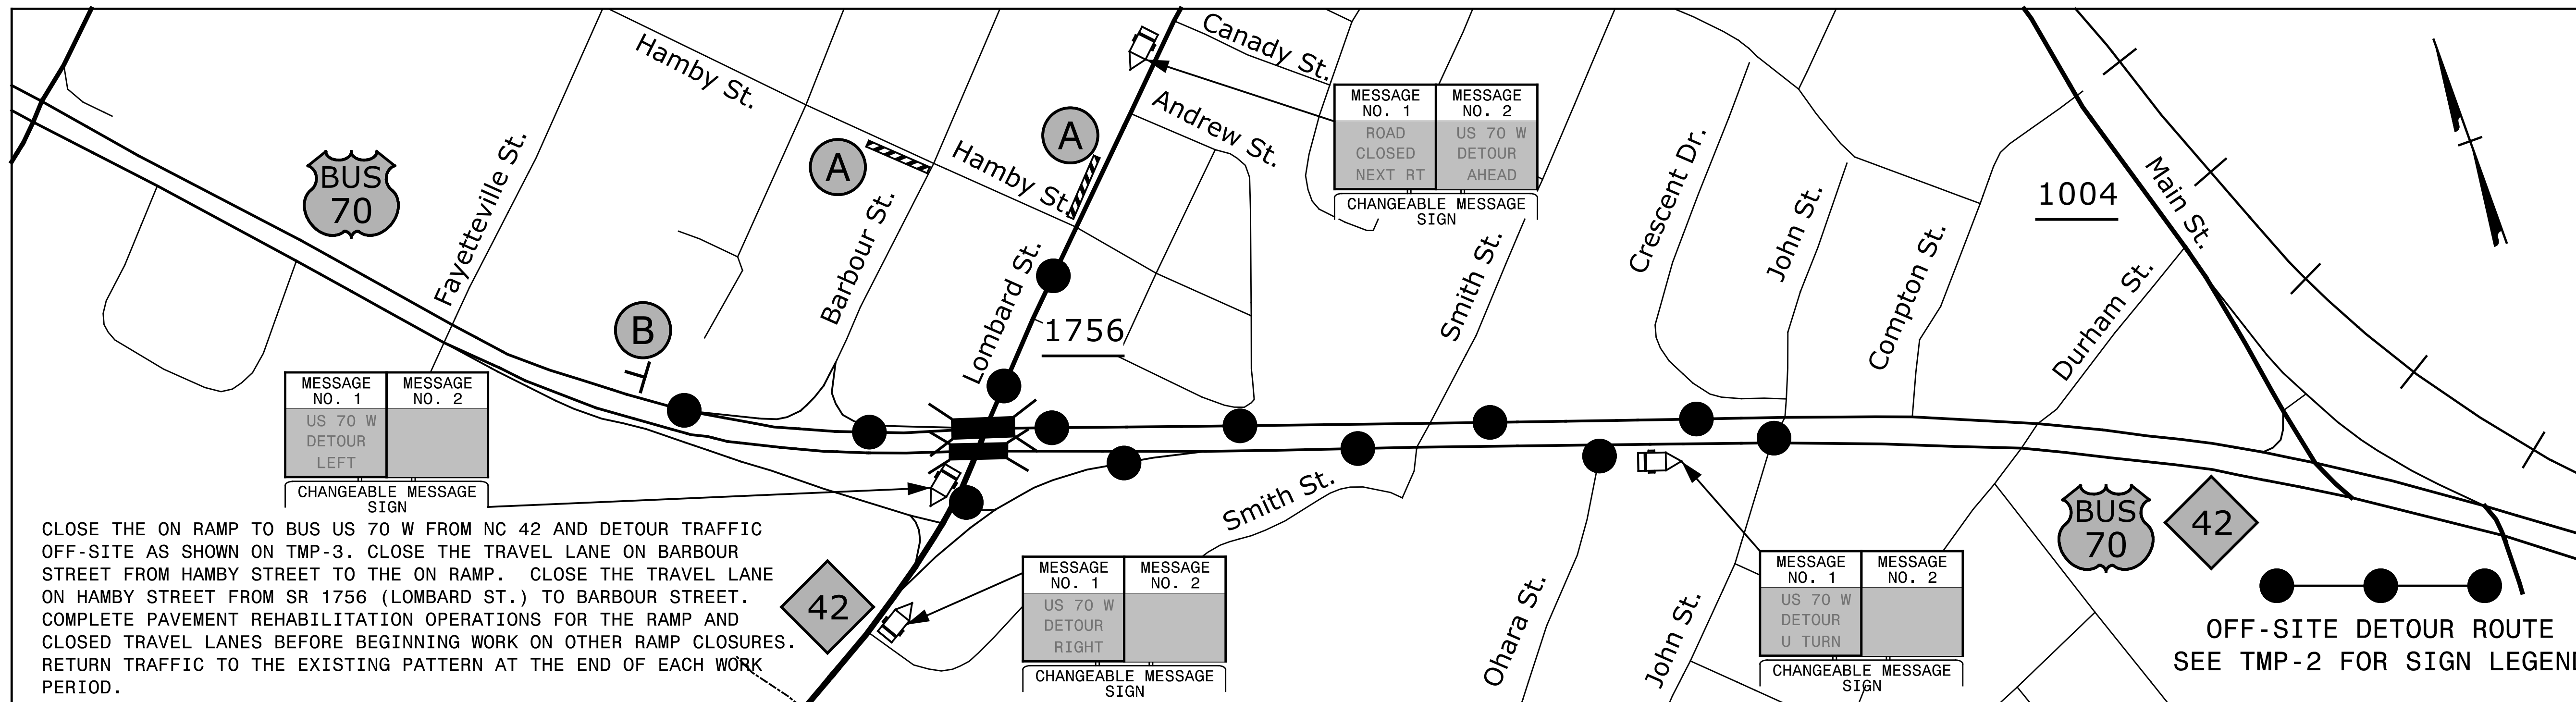 Hamby St.
Canady St.
Andrew St.
A
A
Hamby St.
BUS
70
Fayetteville St.
Barbour St.
Lombard St.
1756
B
MESSAGE NO. 1
MESSAGE NO. 2
ROAD
CLOSED
NEXT RT
US 70 W
DETOUR
AHEAD
CHANGEABLE MESSAGE
SIGN
Smith St.
Crescent Dr.
John St.
Compton St.
1004
Main St.
Durham St.
MESSAGE NO. 1
MESSAGE NO. 2
US 70 W
DETOUR
LEFT
CHANGEABLE MESSAGE
SIGN
CLOSE THE ON RAMP TO BUS US 70 W FROM NC 42 AND DETOUR TRAFFIC
OFF-SITE AS SHOWN ON TMP-3. CLOSE THE TRAVEL LANE ON BARBOUR
STREET FROM HAMBY STREET TO THE ON RAMP. CLOSE THE TRAVEL LANE
ON HAMBY STREET FROM SR 1756 (LOMBARD ST.) TO BARBOUR STREET.
COMPLETE PAVEMENT REHABILITATION OPERATIONS FOR THE RAMP AND
CLOSED TRAVEL LANES BEFORE BEGINNING WORK ON OTHER RAMP CLOSURES.
RETURN TRAFFIC TO THE EXISTING PATTERN AT THE END OF EACH WORK
PERIOD.
42
Smith St.
MESSAGE NO. 1
MESSAGE NO. 2
US 70 W
DETOUR
RIGHT
CHANGEABLE MESSAGE
SIGN
Ohara St.
John St.
MESSAGE NO. 1
MESSAGE NO. 2
US 70 W
DETOUR
U TURN
CHANGEABLE MESSAGE
SIGN
BUS
70
42
OFF-SITE DETOUR ROUTE
SEE TMP-2 FOR SIGN LEGEND